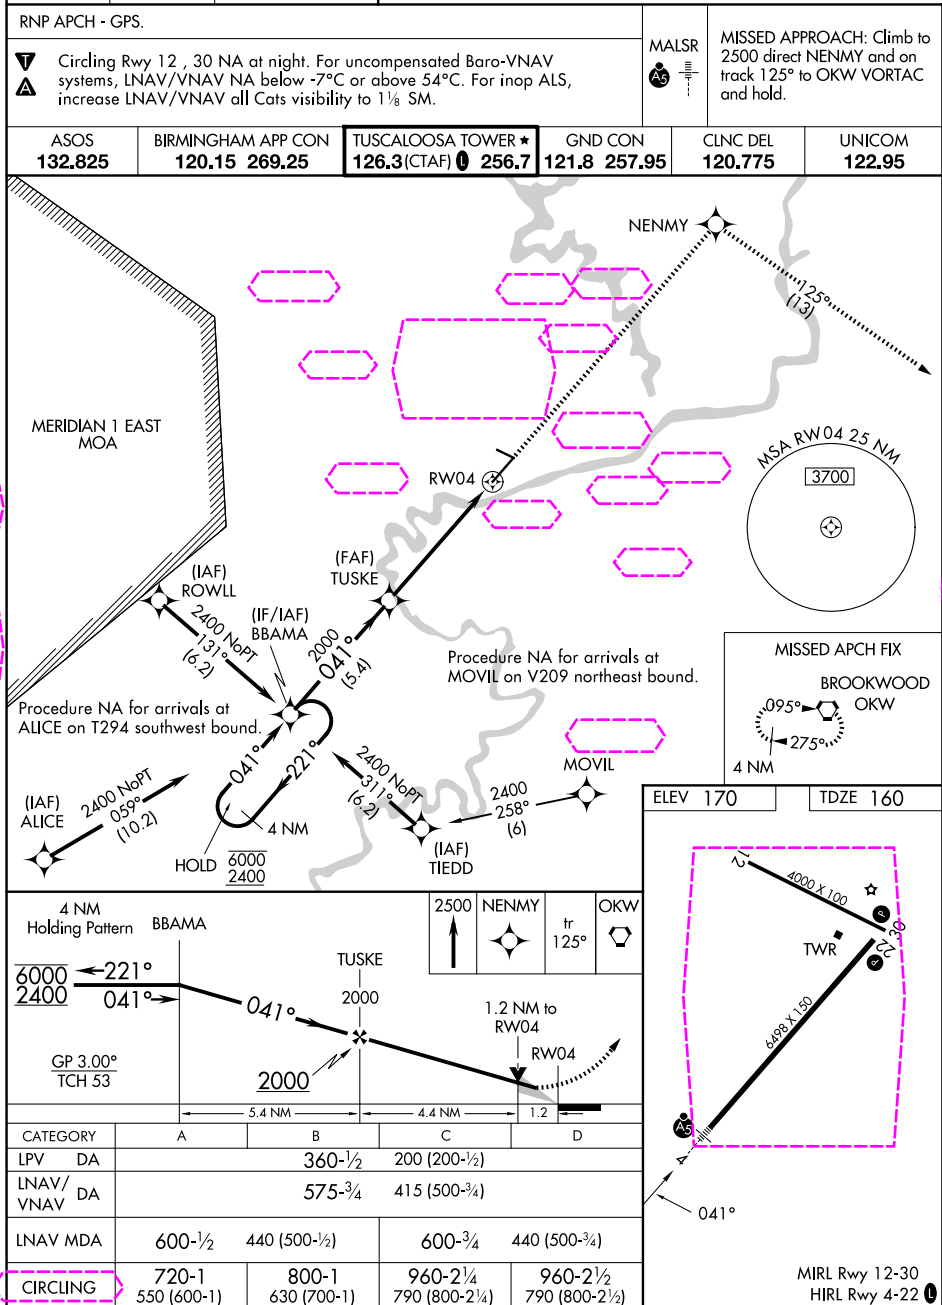 RNP APCH - GPS.
T
A
Circling Rwy 12 , 30 NA at night. For uncompensated Baro-VNAV
systems, LNAV/VNAV NA below -7°C or above 54°C. For inop ALS,
increase LNAV/VNAV all Cats visibility to 1⅛ SM.
MALSR
A5
MISSED APPROACH: Climb to
2500 direct NENMY and on
track 125° to OKW VORTAC
and hold.
ASOS
132.825
BIRMINGHAM APP CON
120.15 269.25
TUSCALOOSA TOWER ★
126.3(CTAF) L 256.7
GND CON
121.8 257.95
CLNC DEL
120.775
UNICOM
122.95
NENMY
125°
(13)
MERIDIAN 1 EAST
MOA
RW04
MSA RW04 25 NM
3700
(IAF)
ROWLL
2400 NoPT
131°
(6.2)
(IF/IAF)
BBAMA
(FAF)
TUSKE
2000
041°
(5.4)
Procedure NA for arrivals at
MOVIL on V209 northeast bound.
Procedure NA for arrivals at
ALICE on T294 southwest bound.
MISSED APCH FIX
BROOKWOOD
OKW
095°
275°
4 NM
041°
221°
4 NM
HOLD
6000
2400
(IAF)
ALICE
2400 NoPT
059°
(10.2)
2400 NoPT
311°
(6.2)
(IAF)
TIEDD
MOVIL
2400
258°
(6)
ELEV 170
TDZE 160
12
4000 X 100
P
30
22
P
TWR
6498 X 150
A5
4
041°
MIRL Rwy 12-30
HIRL Rwy 4-22 L
4 NM
Holding Pattern
BBAMA
2500
NENMY
tr
125°
OKW
6000
2400
221°
041°
041°
TUSKE
2000
1.2 NM to
RW04
RW04
GP 3.00°
TCH 53
2000
5.4 NM
4.4 NM
1.2
CATEGORY A B C D
LPV DA 360-½ 200 (200-½)
LNAV/
VNAV DA 575-¾ 415 (500-¾)
LNAV MDA 600-½ 440 (500-½) 600-¾ 440 (500-¾)
CIRCLING
720-1
550 (600-1)
800-1
630 (700-1)
960-2¼
790 (800-2¼)
960-2½
790 (800-2½)